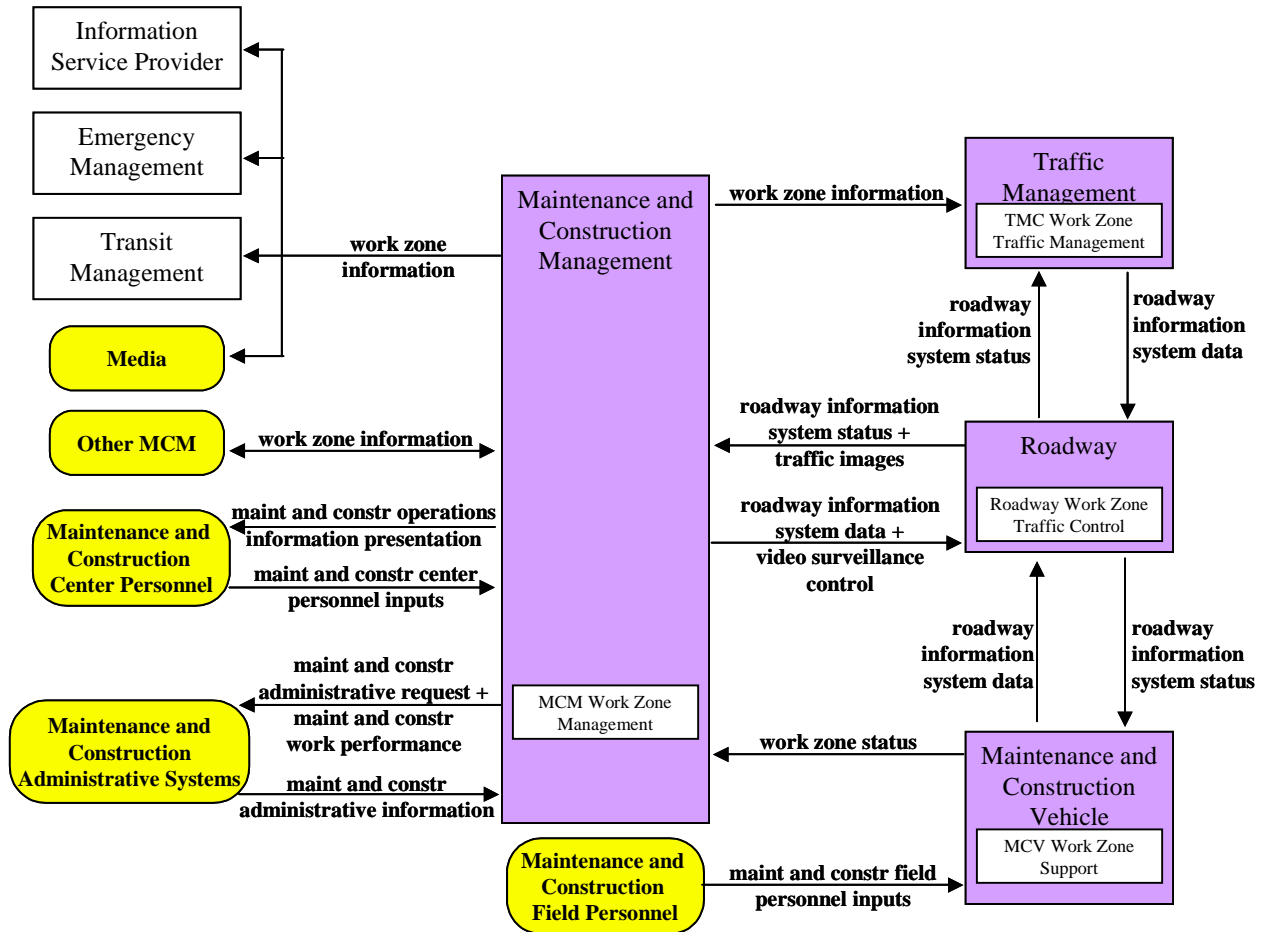 Information
Service Provider
Emergency
Management
Transit
Management
Media
Other MCM
Maintenance and
Construction
Center Personnel
Maintenance and
Construction
Administrative Systems
work zone
information
work zone information
maint and constr operations
information presentation
maint and constr center
personnel inputs
maint and constr
administrative request +
maint and constr
work performance
maint and constr
administrative information
Maintenance and
Construction
Management
MCM Work Zone
Management
Maintenance and
Construction
Field Personnel
work zone information
roadway
information
system status
roadway
information
system data
roadway information
system status +
traffic images
roadway information
system data +
video surveillance
control
roadway
information
system data
roadway
information
system status
work zone status
maint and constr field
personnel inputs
Traffic
Management
TMC Work Zone
Traffic Management
Roadway
Roadway Work Zone
Traffic Control
Maintenance and
Construction
Vehicle
MCV Work Zone
Support